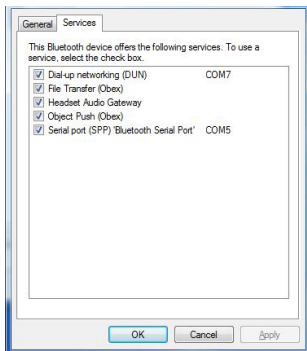 General Services
This Bluetooth device offers the following services. To use a
service, select the check box.
Dial-up networking (DUN) COM7
File Transfer (Obex)
Headset Audio Gateway
Object Push (Obex)
Serial port (SPP) 'Bluetooth Serial Port' COM5
OK Cancel Apply